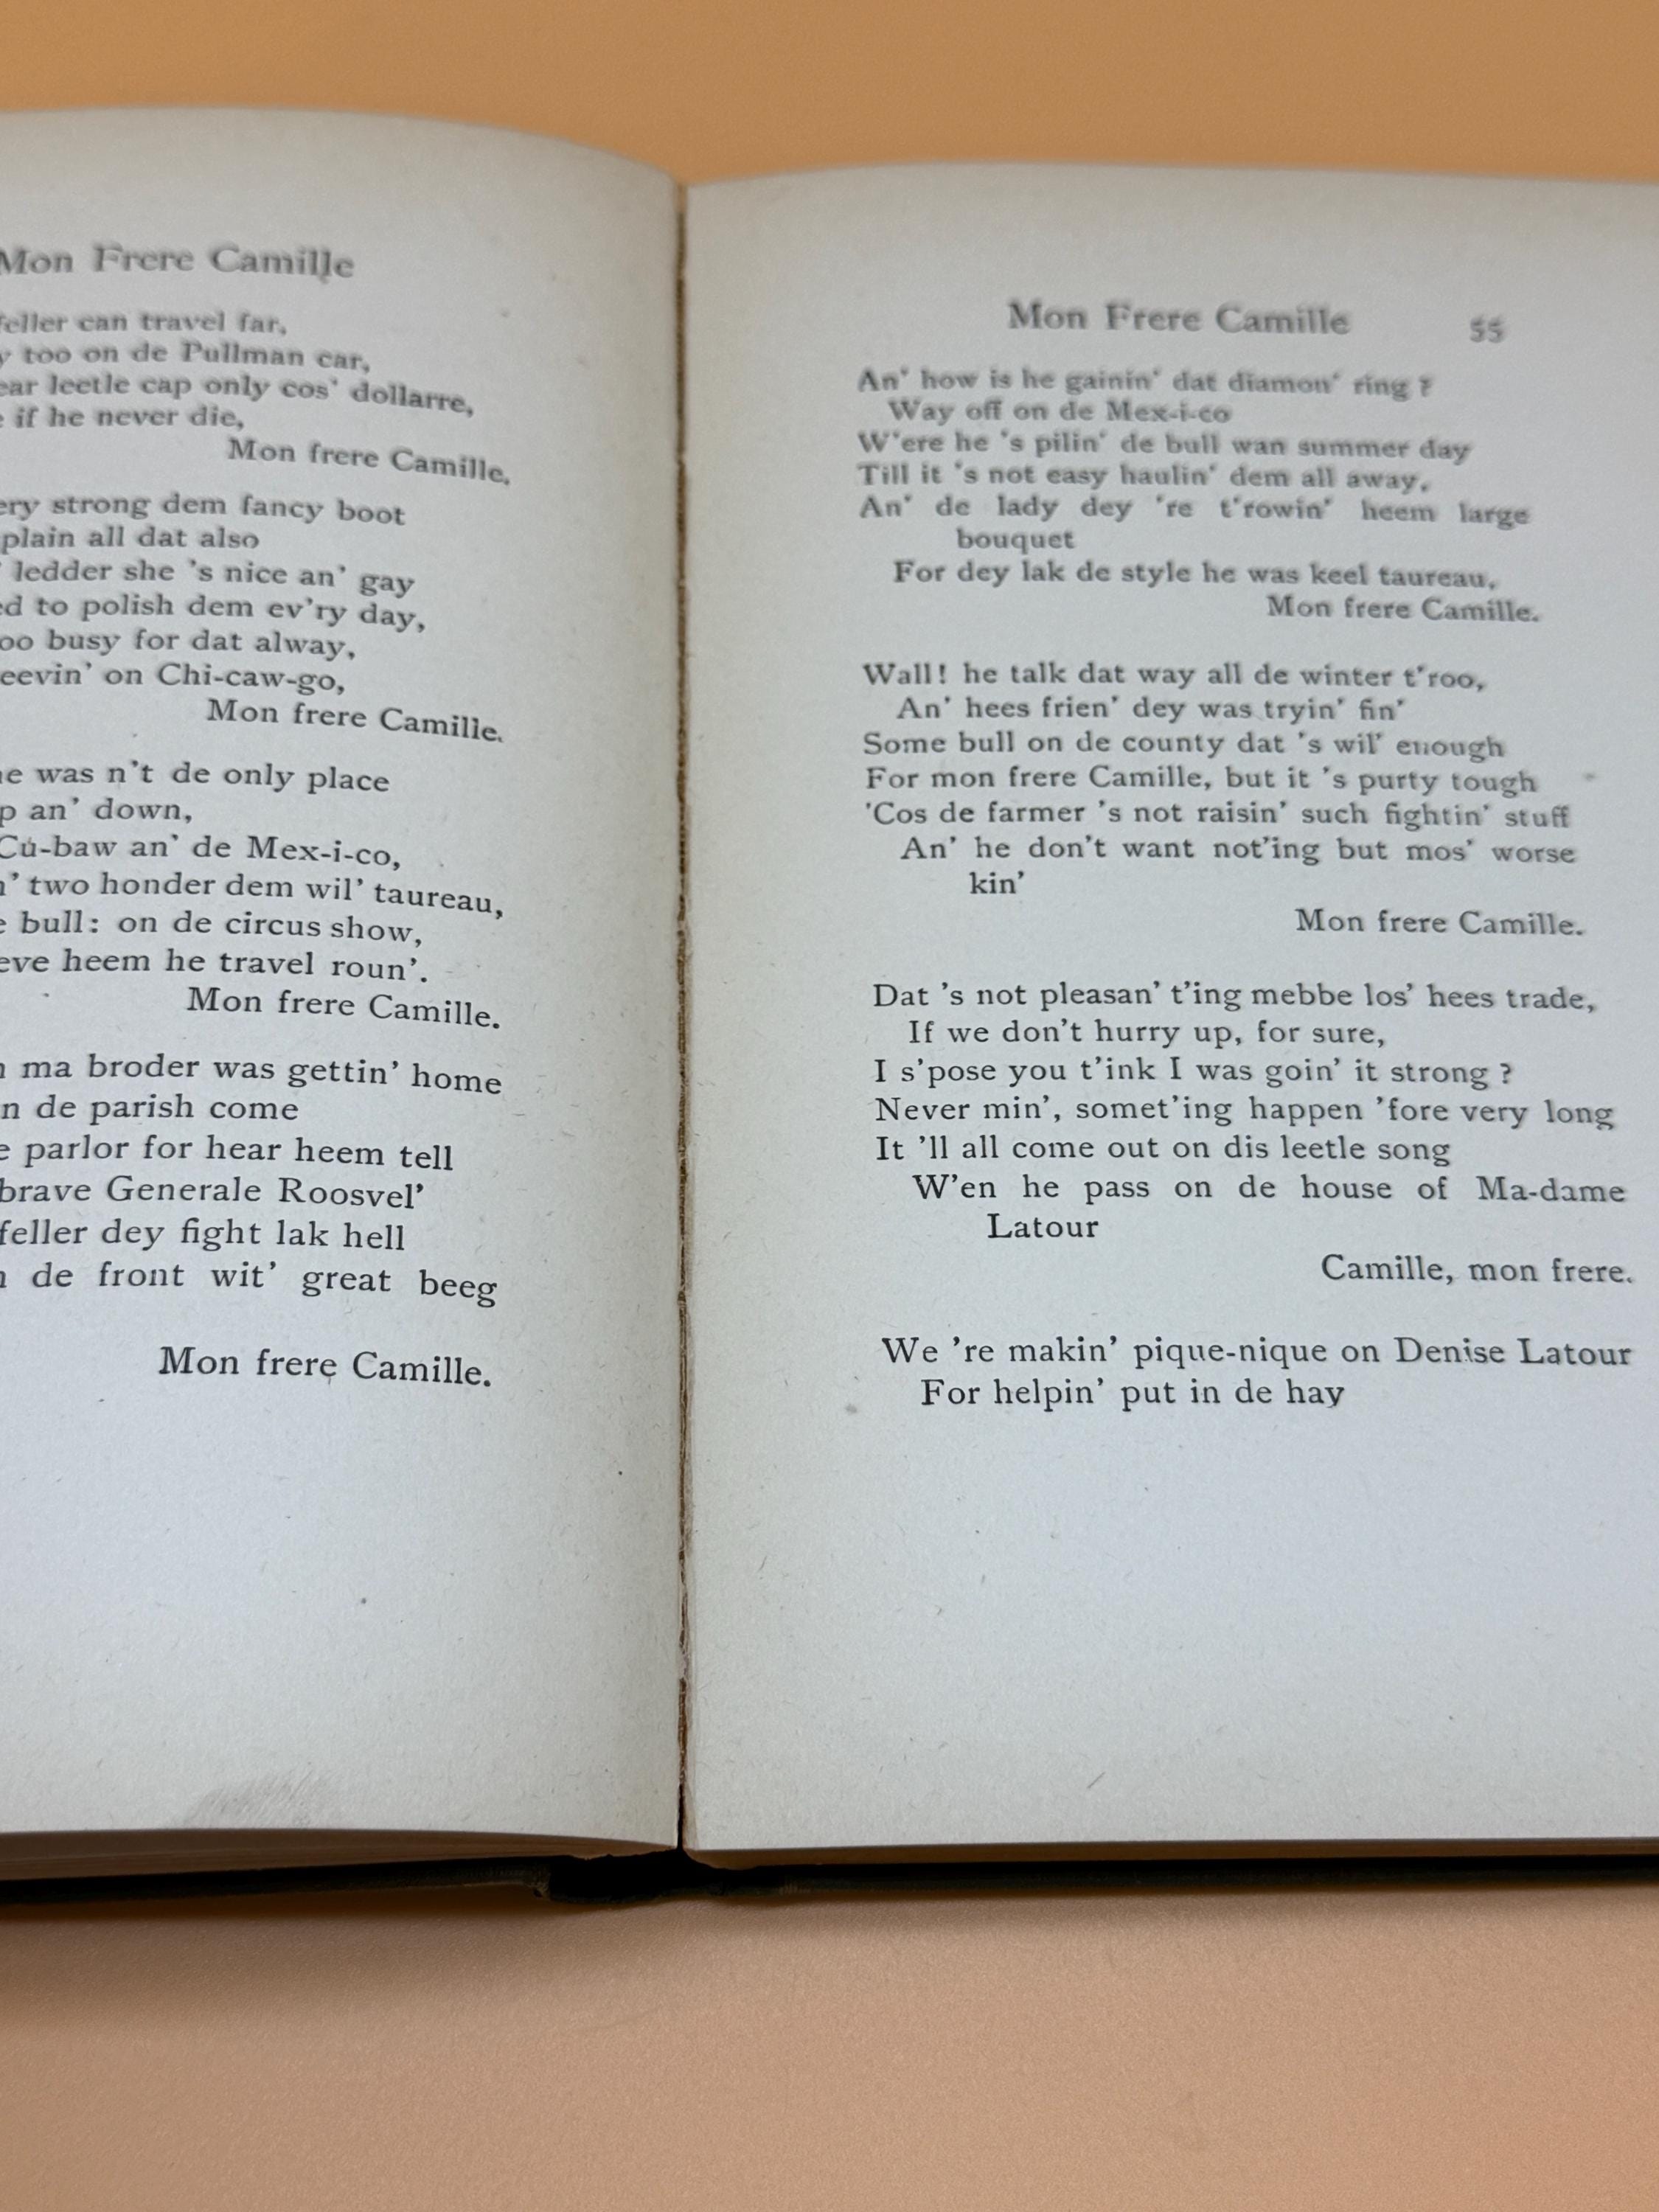 Mon Frere Camille
feller can travel far,
too on de Pullman car,
leetle cap only cos' dollarre,
if he never die,
Mon frere Camille.
strong dem fancy boot
plain all dat also
ledder she 's nice an' gay
to polish dem ev'ry day,
busy for dat alway,
on Chi-caw-go,
Mon frere Camille.
was n't de only place
an' down,
Cu-baw an' de Mex-i-co,
two honder dem wil' taureau,
bull: on de circus show,
heem he travel roun'.
Mon frere Camille.
ma broder was gettin' home
de parish come
parlor for hear heem tell
brave Generale Roosvel'
feller dey fight lak hell
de front wit' great beeg
Mon frere Camille.
Mon Frere Camille 55
An' how is he gainin' dat diamon' ring ?
Way off on de Mex-i-co
W'ere he 's pilin' de bull wan summer day
Till it 's not easy haulin' dem all away,
An' de lady dey 're t'rowin' heem large
bouquet
For dey lak de style he was keel taureau,
Mon frere Camille.
Wall! he talk dat way all de winter t'roo,
An' hees frien' dey was tryin' fin'
Some bull on de county dat 's wil' enough
For mon frere Camille, but it 's purty tough
'Cos de farmer 's not raisin' such fightin' stuff
An' he don't want not'ing but mos' worse
kin'
Mon frere Camille.
Dat 's not pleasan' t'ing mebbe los' hees trade,
If we don't hurry up, for sure,
I s'pose you t'ink I was goin' it strong ?
Never min', somet'ing happen 'fore very long
It 'll all come out on dis leetle song
W'en he pass on de house of Ma-dame
Latour
Camille, mon frere.
We 're makin' pique-nique on Denise Latour
For helpin' put in de hay